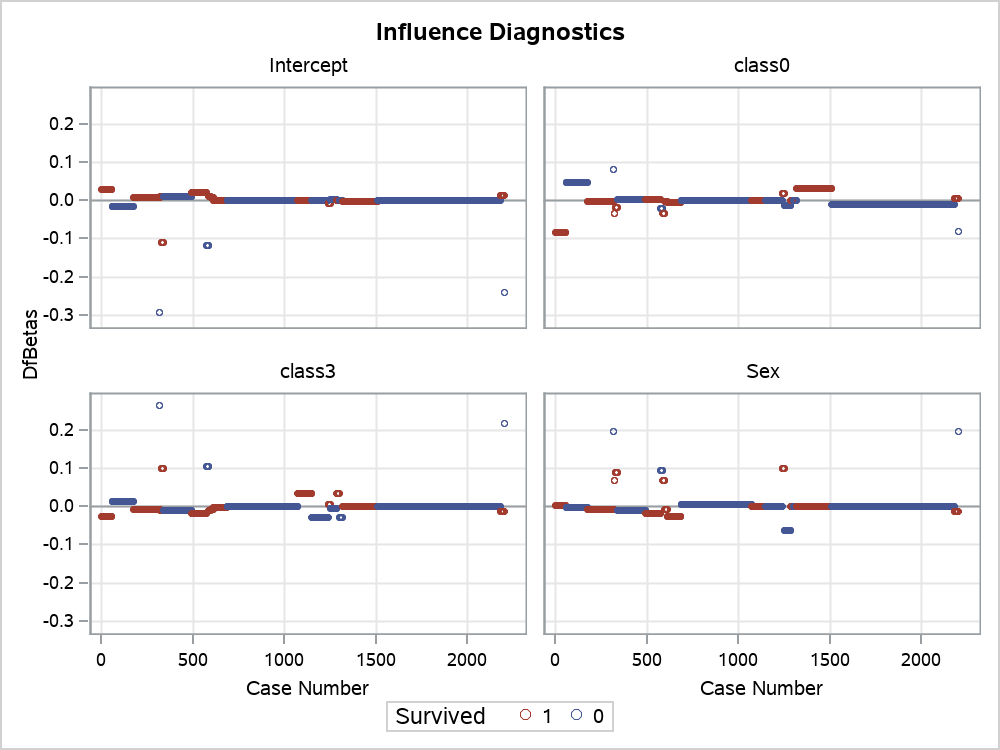 Influence Diagnostics
Intercept
class0
0.2
0.1
0.0
-0.1
-0.2
-0.3
DfBetas
class3
Sex
0.2
0.1
0.0
-0.1
-0.2
-0.3
0 500 1000 1500 2000
0 500 1000 1500 2000
Case Number
Case Number
Survived 1 0